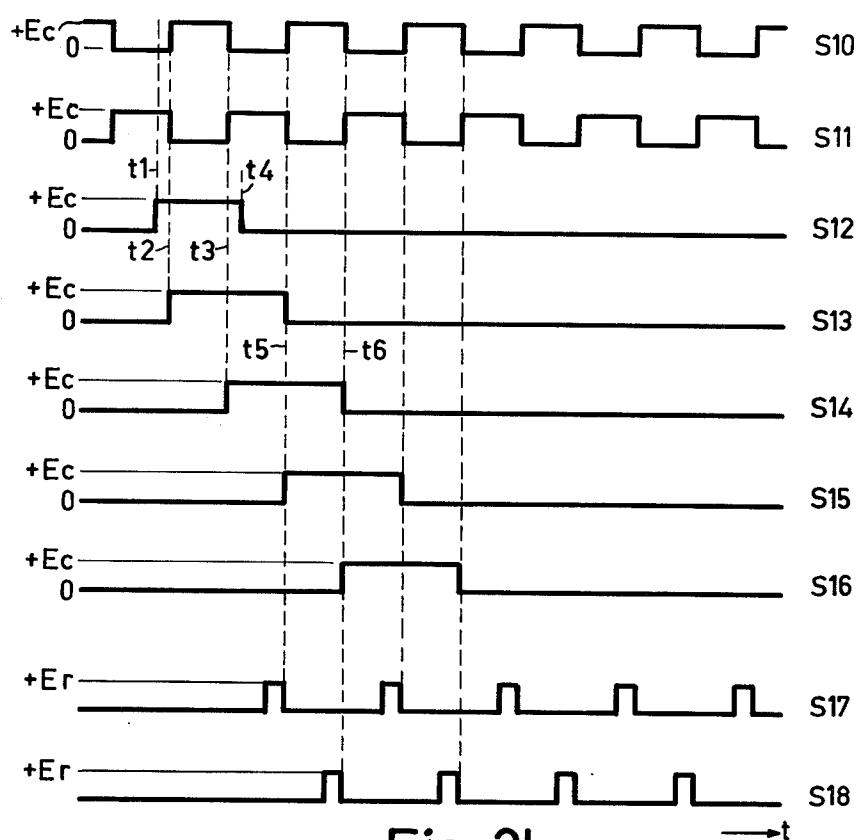 +Ec
0
S10
+Ec
0
S11
t1
t4
+Ec
0
S12
t2
t3
+Ec
0
S13
t5
t6
+Ec
0
S14
+Ec
0
S15
+Ec
0
S16
+Er
S17
+Er
S18
t